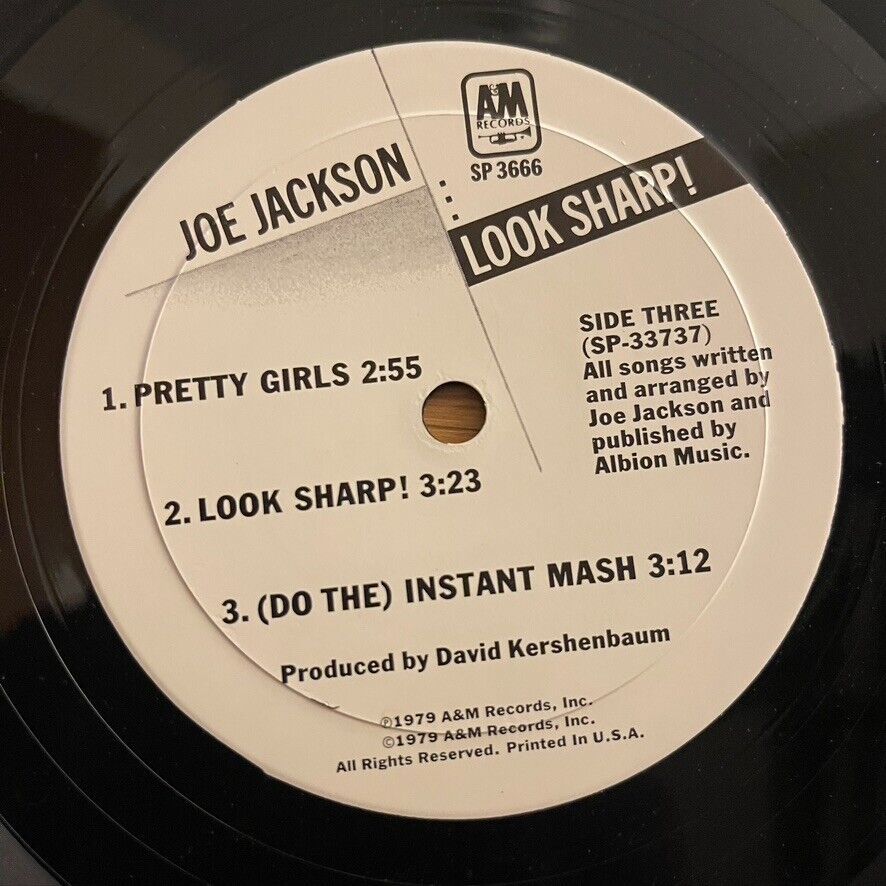 A&M
RECORDS
SP 3666
JOE JACKSON
LOOK SHARP!
SIDE THREE
(SP-33737)
All songs written
and arranged by
Joe Jackson and
published by
Albion Music.
1. PRETTY GIRLS 2:55
2. LOOK SHARP! 3:23
3. (DO THE) INSTANT MASH 3:12
Produced by David Kershenbaum
℗1979 A&M Records, Inc.
©1979 A&M Records, Inc.
All Rights Reserved. Printed In U.S.A.